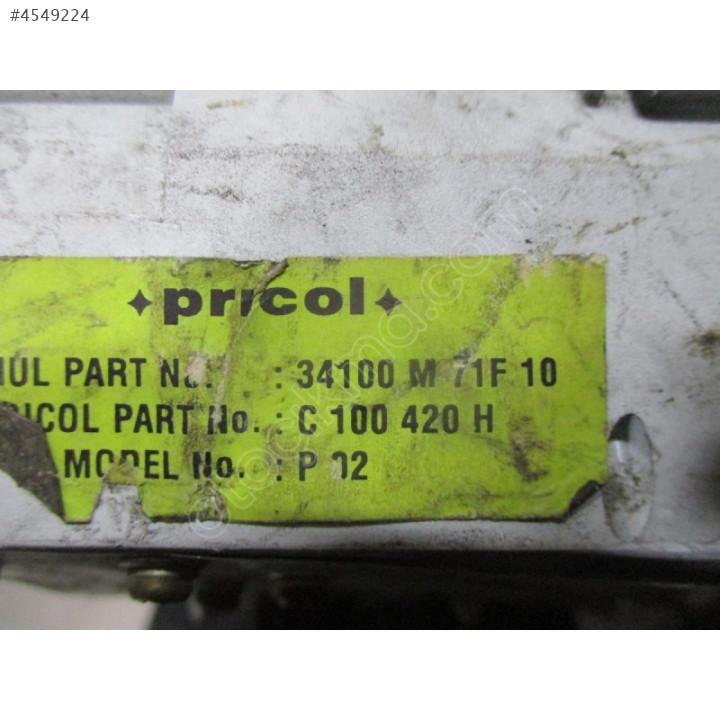 #4549224
pricol
MUL PART No. : 34100 M 71F 10
PRICOL PART No. : C 100 420 H
MODEL No. : P 02